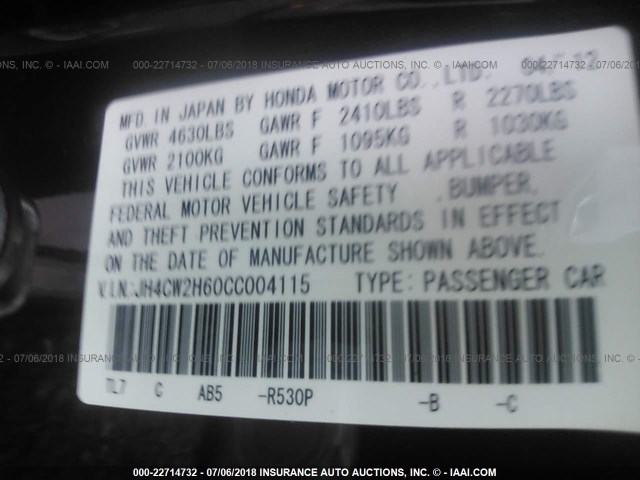 000-22714732 - 07/06/2018 INSURANCE AUTO AUCTIONS, INC. - IAAI.COM
MFD. IN JAPAN BY HONDA MOTOR CO., LTD.
GVWR 4630LBS GAWR F 2410LBS R 2270LBS
GVWR 2100KG GAWR F 1095KG R 1030KG
THIS VEHICLE CONFORMS TO ALL APPLICABLE
FEDERAL MOTOR VEHICLE SAFETY ,BUMPER,
AND THEFT PREVENTION STANDARDS IN EFFECT
ON THE DATE OF MANUFACTURE SHOWN ABOVE.
V.I.N:JH4CW2H60CC004115 TYPE: PASSENGER CAR
TL7 C AB5 -R530P -B -C
000-22714732 - 07/06/2018 INSURANCE AUTO AUCTIONS, INC. - IAAI.COM
000-22714732 - 07/06/2018 INSURANCE AUTO AUCTIONS, INC. - IAAI.COM